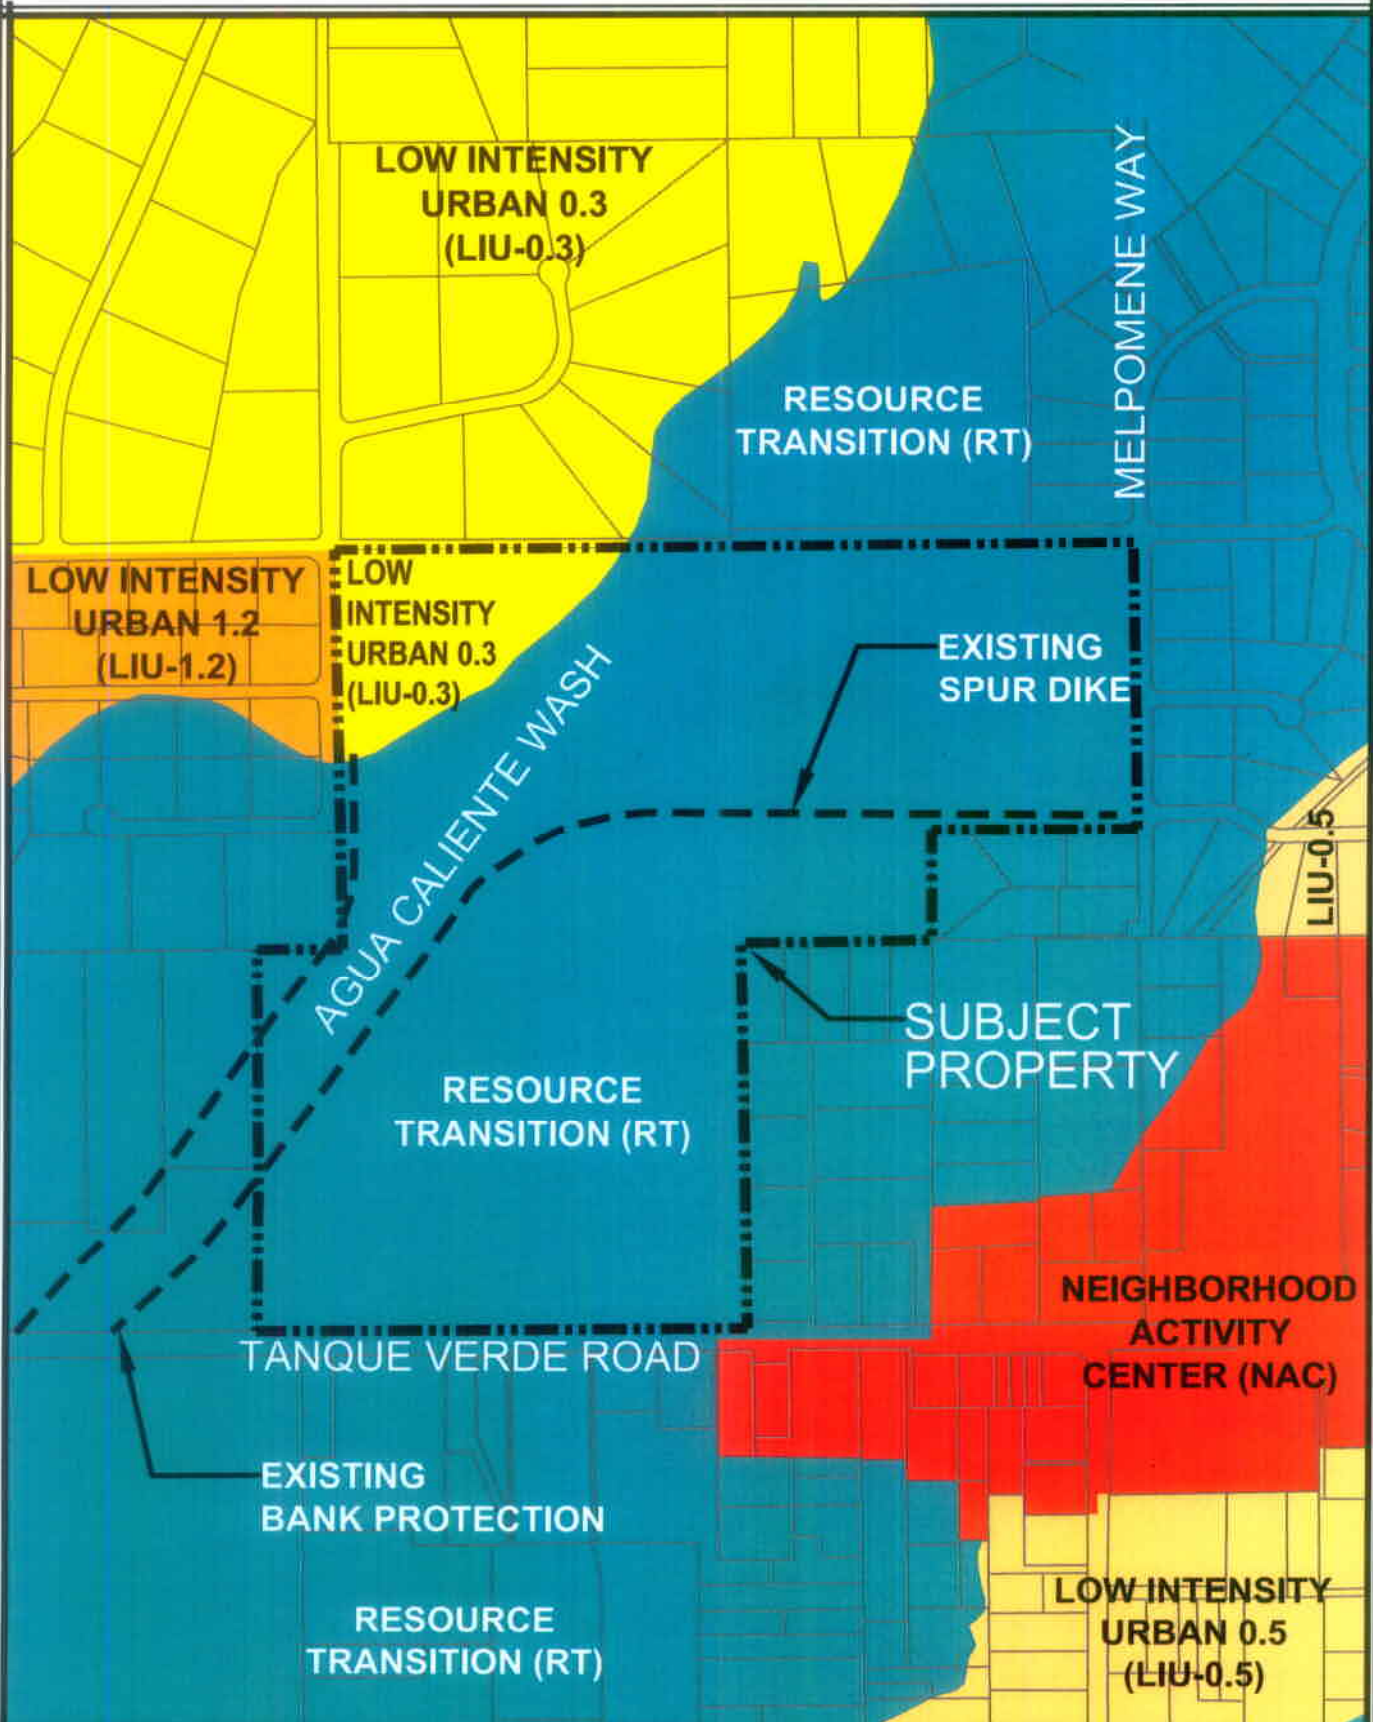 LOW INTENSITY
URBAN 0.3
(LIU-0.3)
MELPOMENE WAY
RESOURCE
TRANSITION (RT)
LOW INTENSITY
URBAN 1.2
(LIU-1.2)
LOW
INTENSITY
URBAN 0.3
(LIU-0.3)
EXISTING
SPUR DIKE
AGUA CALIENTE WASH
LIU-0.5
SUBJECT
PROPERTY
RESOURCE
TRANSITION (RT)
NEIGHBORHOOD
ACTIVITY
CENTER (NAC)
TANQUE VERDE ROAD
EXISTING
BANK PROTECTION
LOW INTENSITY
URBAN 0.5
(LIU-0.5)
RESOURCE
TRANSITION (RT)